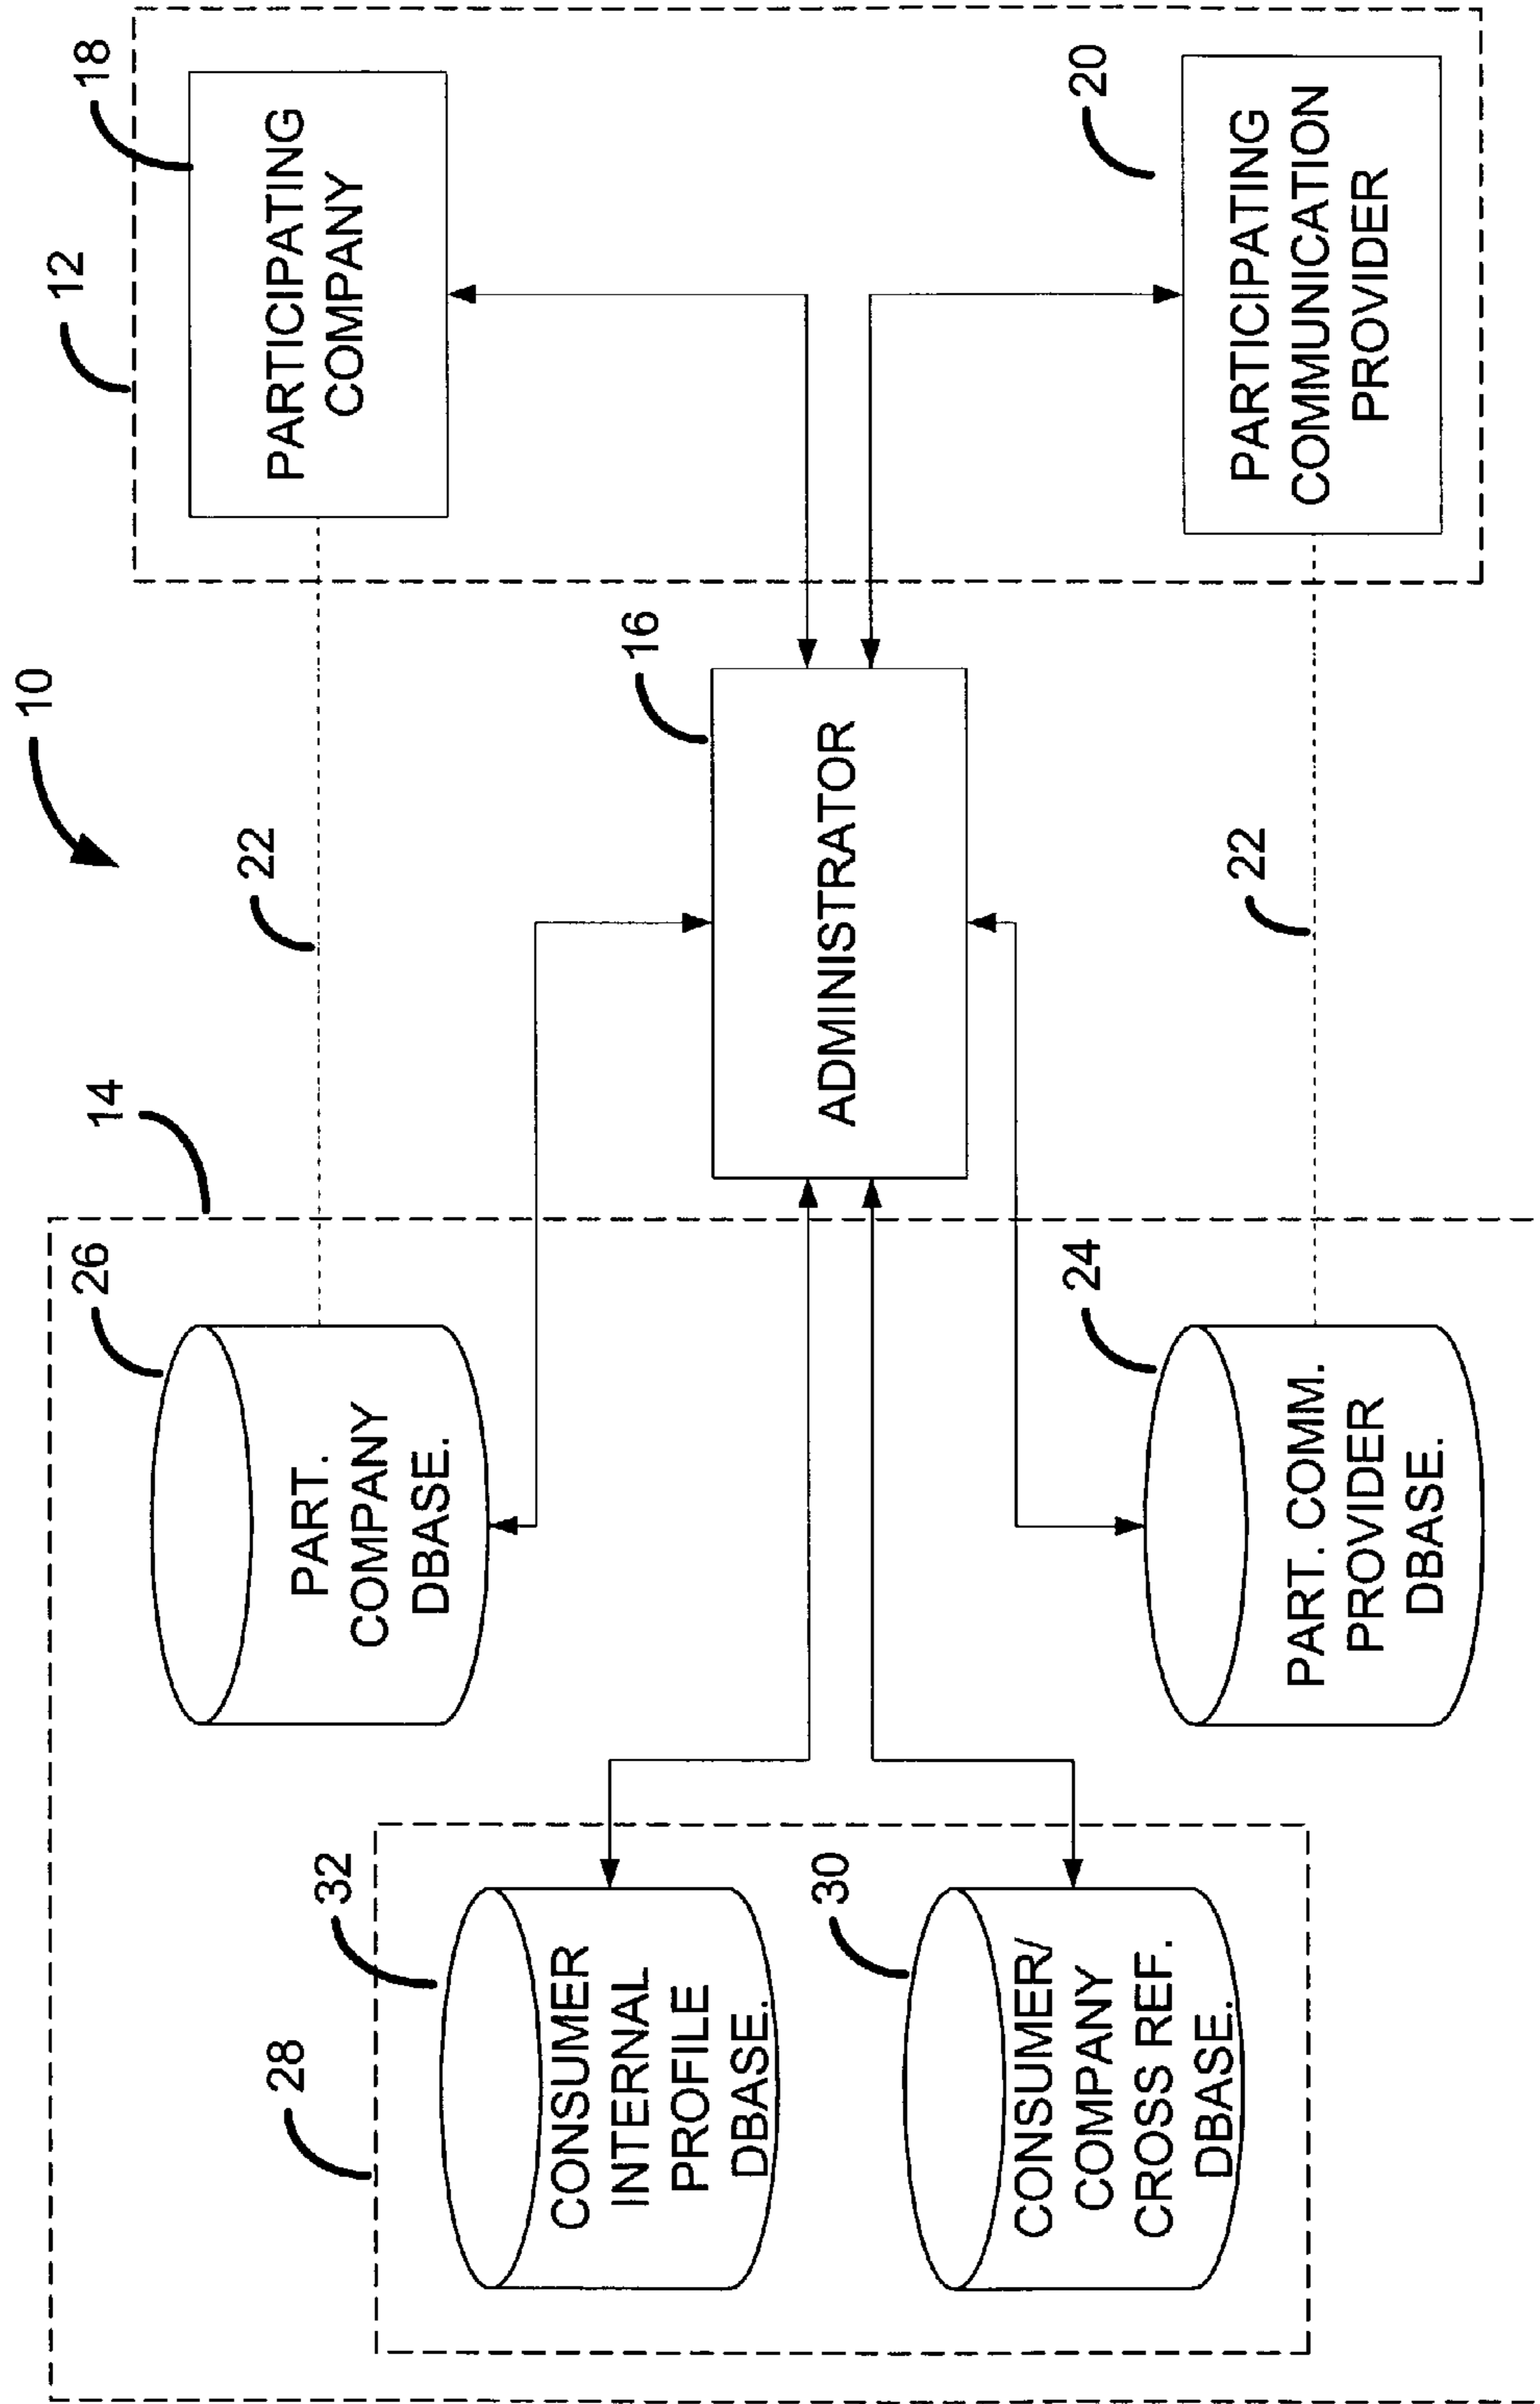 10
14
22
12
28
32
CONSUMER
INTERNAL
PROFILE
DBASE.
30
CONSUMER/
COMPANY
CROSS REF.
DBASE.
26
PART.
COMPANY
DBASE.
24
PART. COMM.
PROVIDER
DBASE.
16
ADMINISTRATOR
22
18
PARTICIPATING
COMPANY
20
PARTICIPATING
COMMUNICATION
PROVIDER